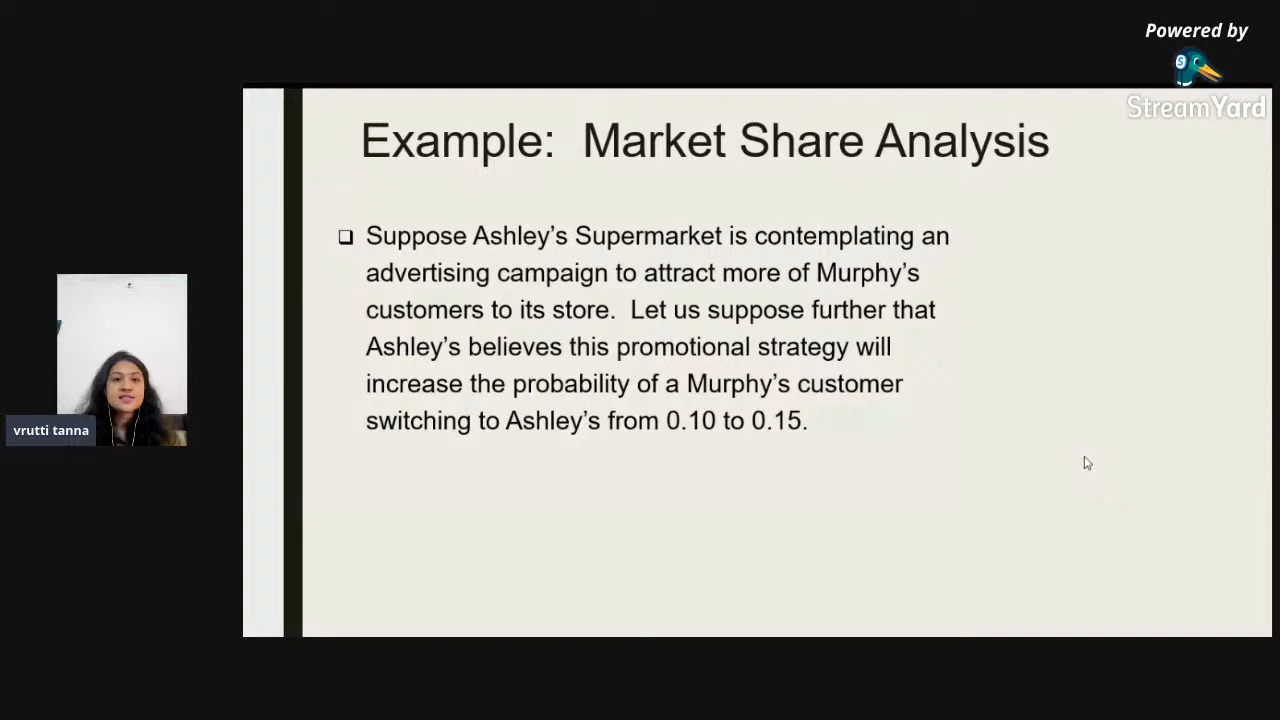 Powered by
StreamYard
Example: Market Share Analysis
❑ Suppose Ashley’s Supermarket is contemplating an
advertising campaign to attract more of Murphy’s
customers to its store. Let us suppose further that
Ashley’s believes this promotional strategy will
increase the probability of a Murphy’s customer
switching to Ashley’s from 0.10 to 0.15.
vrutti tanna